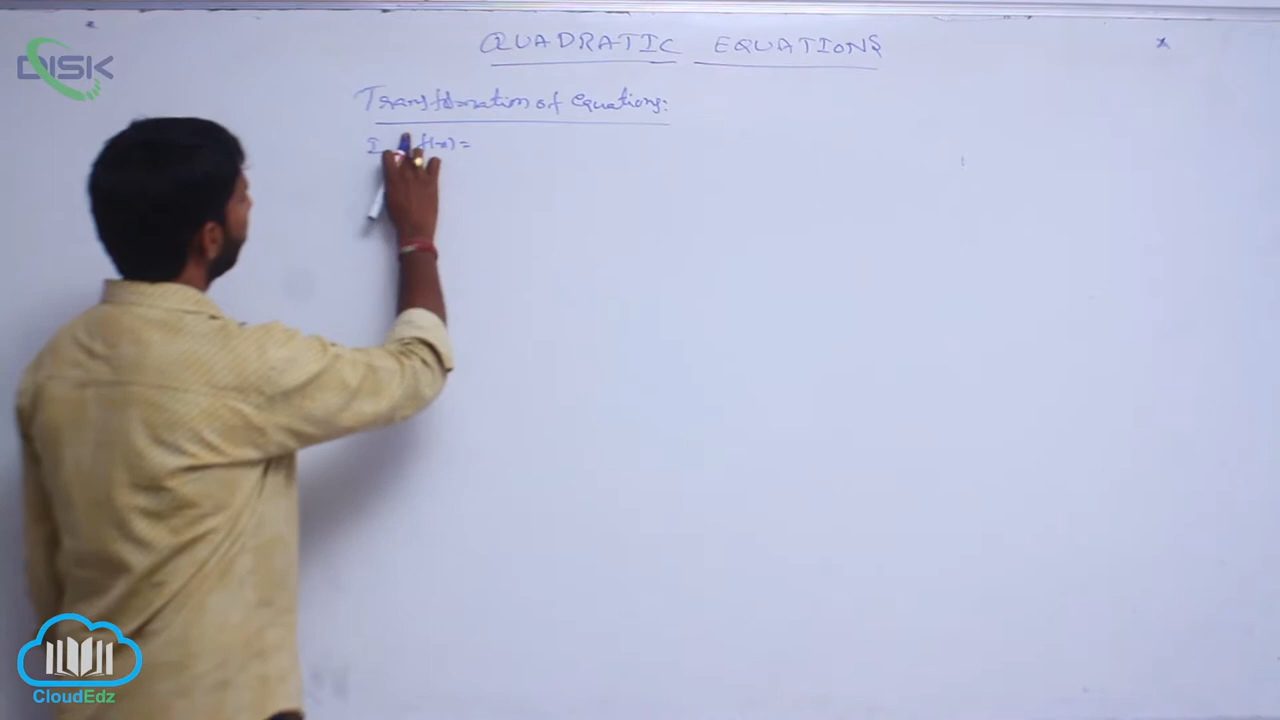 QUADRATIC EQUATIONS
DISK
Transformation of equations:
I f(x) =
CloudEdz